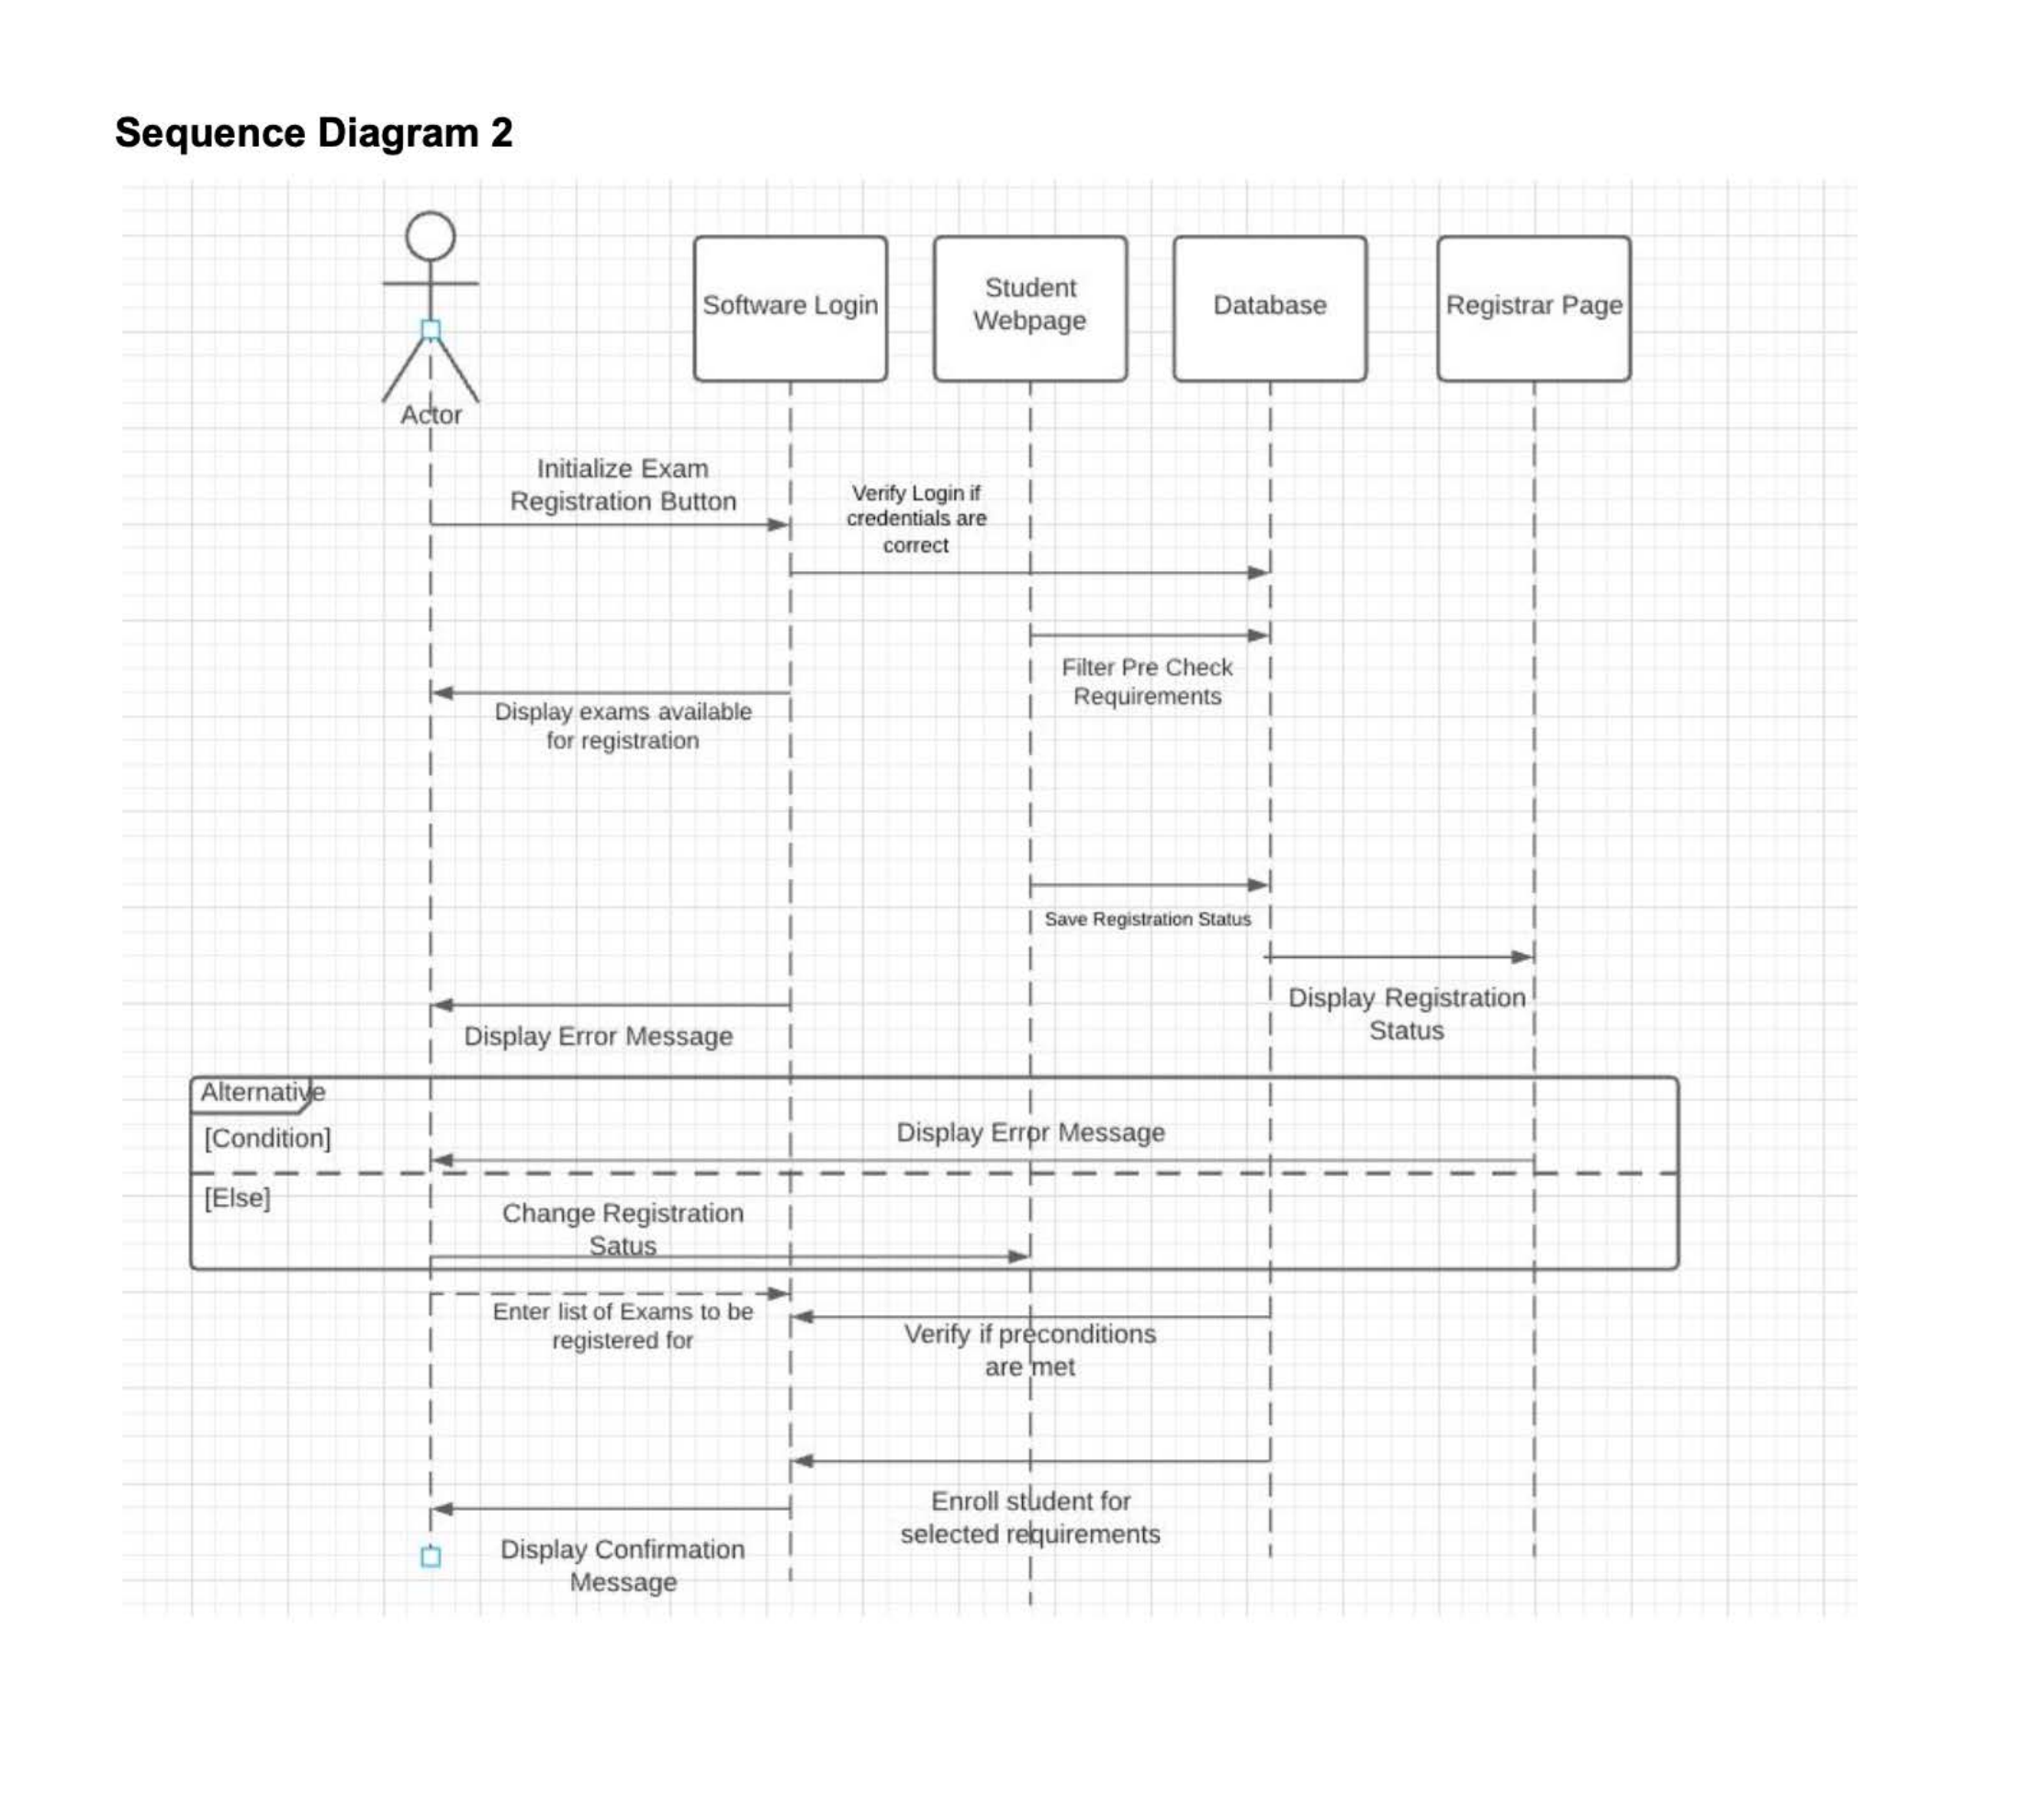 Sequence Diagram 2
Software Login
Student
Webpage
Database
Registrar Page
Actor
Initialize Exam
Registration Button
Verify Login if
credentials are
correct
Filter Pre Check
Requirements
Display exams available
for registration
Save Registration Status
Display Registration
Status
Display Error Message
Alternative
[Condition]
Display Error Message
[Else]
Change Registration
Satus
Enter list of Exams to be
registered for
Verify if preconditions
are met
Enroll student for
selected requirements
Display Confirmation
Message